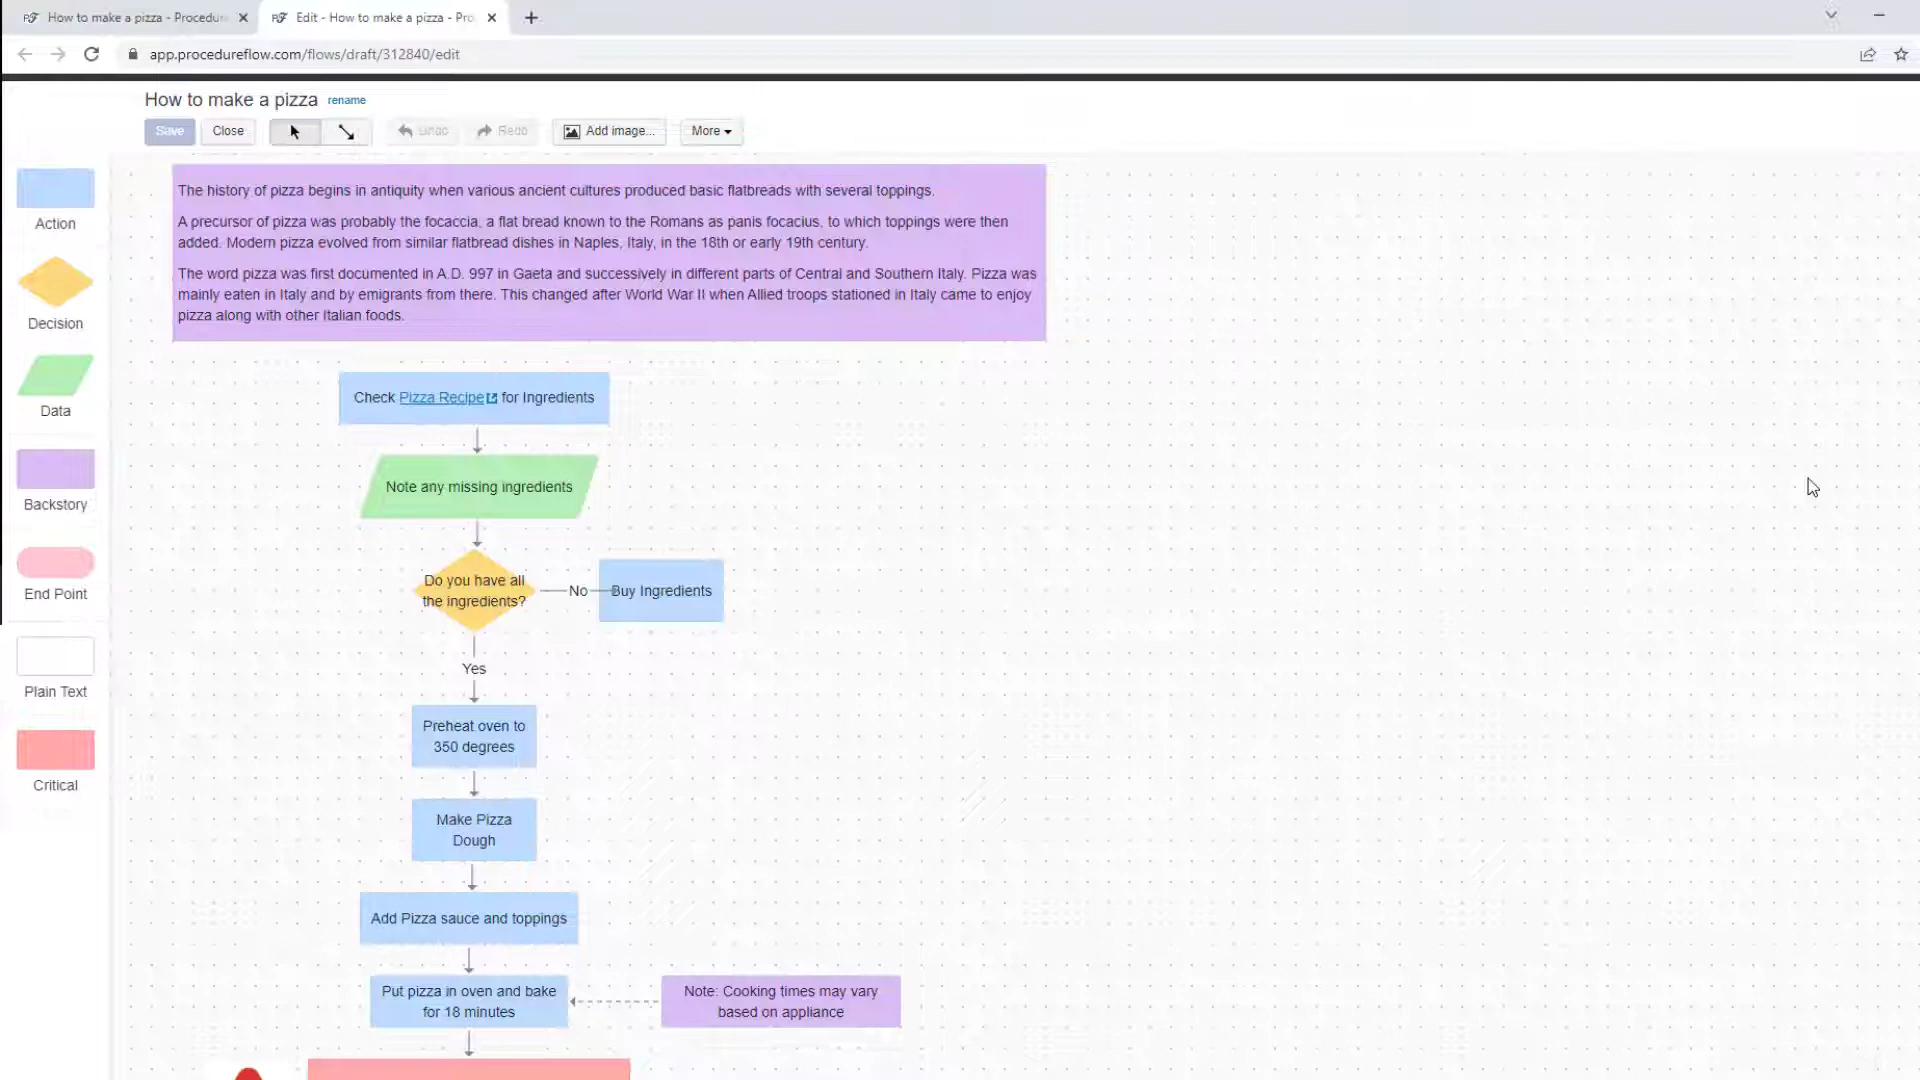 How to make a pizza - Procedur
Edit - How to make a pizza - Pro
app.procedureflow.com/flows/draft/312840/edit
How to make a pizza rename
Save Close Undo Redo Add image... More
Action
Decision
Data
Backstory
End Point
Plain Text
Critical
The history of pizza begins in antiquity when various ancient cultures produced basic flatbreads with several toppings.
A precursor of pizza was probably the focaccia, a flat bread known to the Romans as panis focacius, to which toppings were then
added. Modern pizza evolved from similar flatbread dishes in Naples, Italy, in the 18th or early 19th century.
The word pizza was first documented in A.D. 997 in Gaeta and successively in different parts of Central and Southern Italy. Pizza was
mainly eaten in Italy and by emigrants from there. This changed after World War II when Allied troops stationed in Italy came to enjoy
pizza along with other Italian foods.
Check Pizza Recipe for Ingredients
Note any missing ingredients
Do you have all
the ingredients?
No
Buy Ingredients
Yes
Preheat oven to
350 degrees
Make Pizza
Dough
Add Pizza sauce and toppings
Put pizza in oven and bake
for 18 minutes
Note: Cooking times may vary
based on appliance